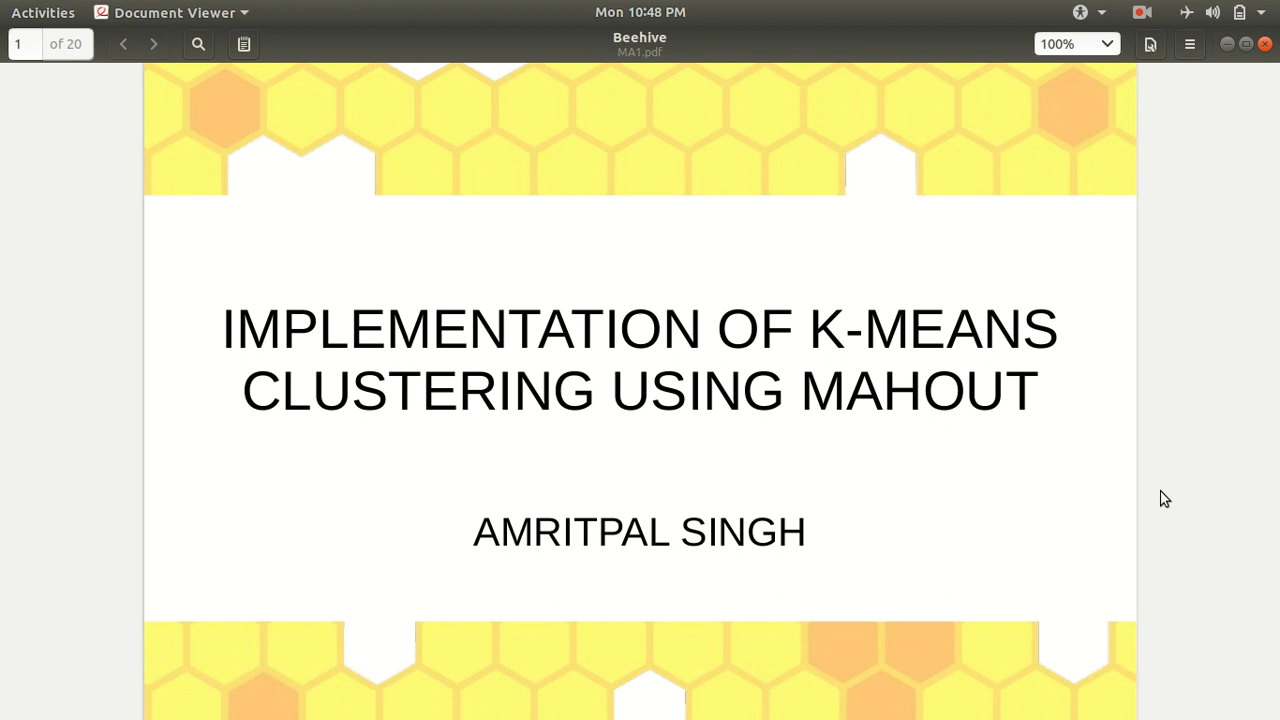 Activities Document Viewer Mon 10:48 PM
1 of 20 Beehive 100%
MA1.pdf
IMPLEMENTATION OF K-MEANS
CLUSTERING USING MAHOUT
AMRITPAL SINGH